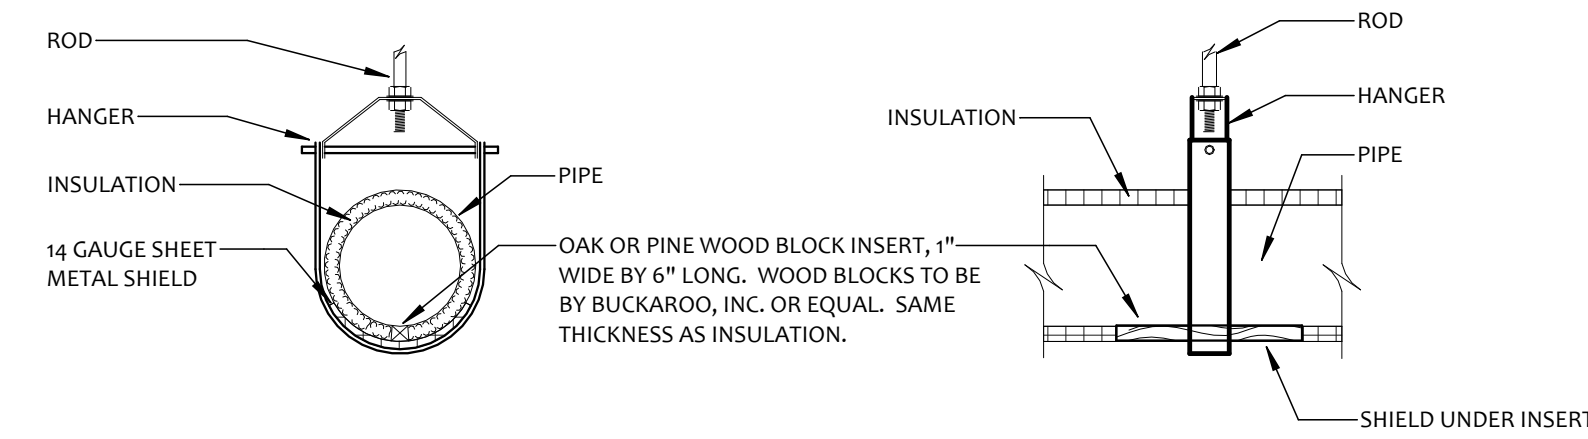 ROD
HANGER
INSULATION
14 GAUGE SHEET
METAL SHIELD
PIPE
OAK OR PINE WOOD BLOCK INSERT, 1"
WIDE BY 6" LONG. WOOD BLOCKS TO BE
BY BUCKAROO, INC. OR EQUAL. SAME
THICKNESS AS INSULATION.
INSULATION
ROD
HANGER
PIPE
SHIELD UNDER INSERT